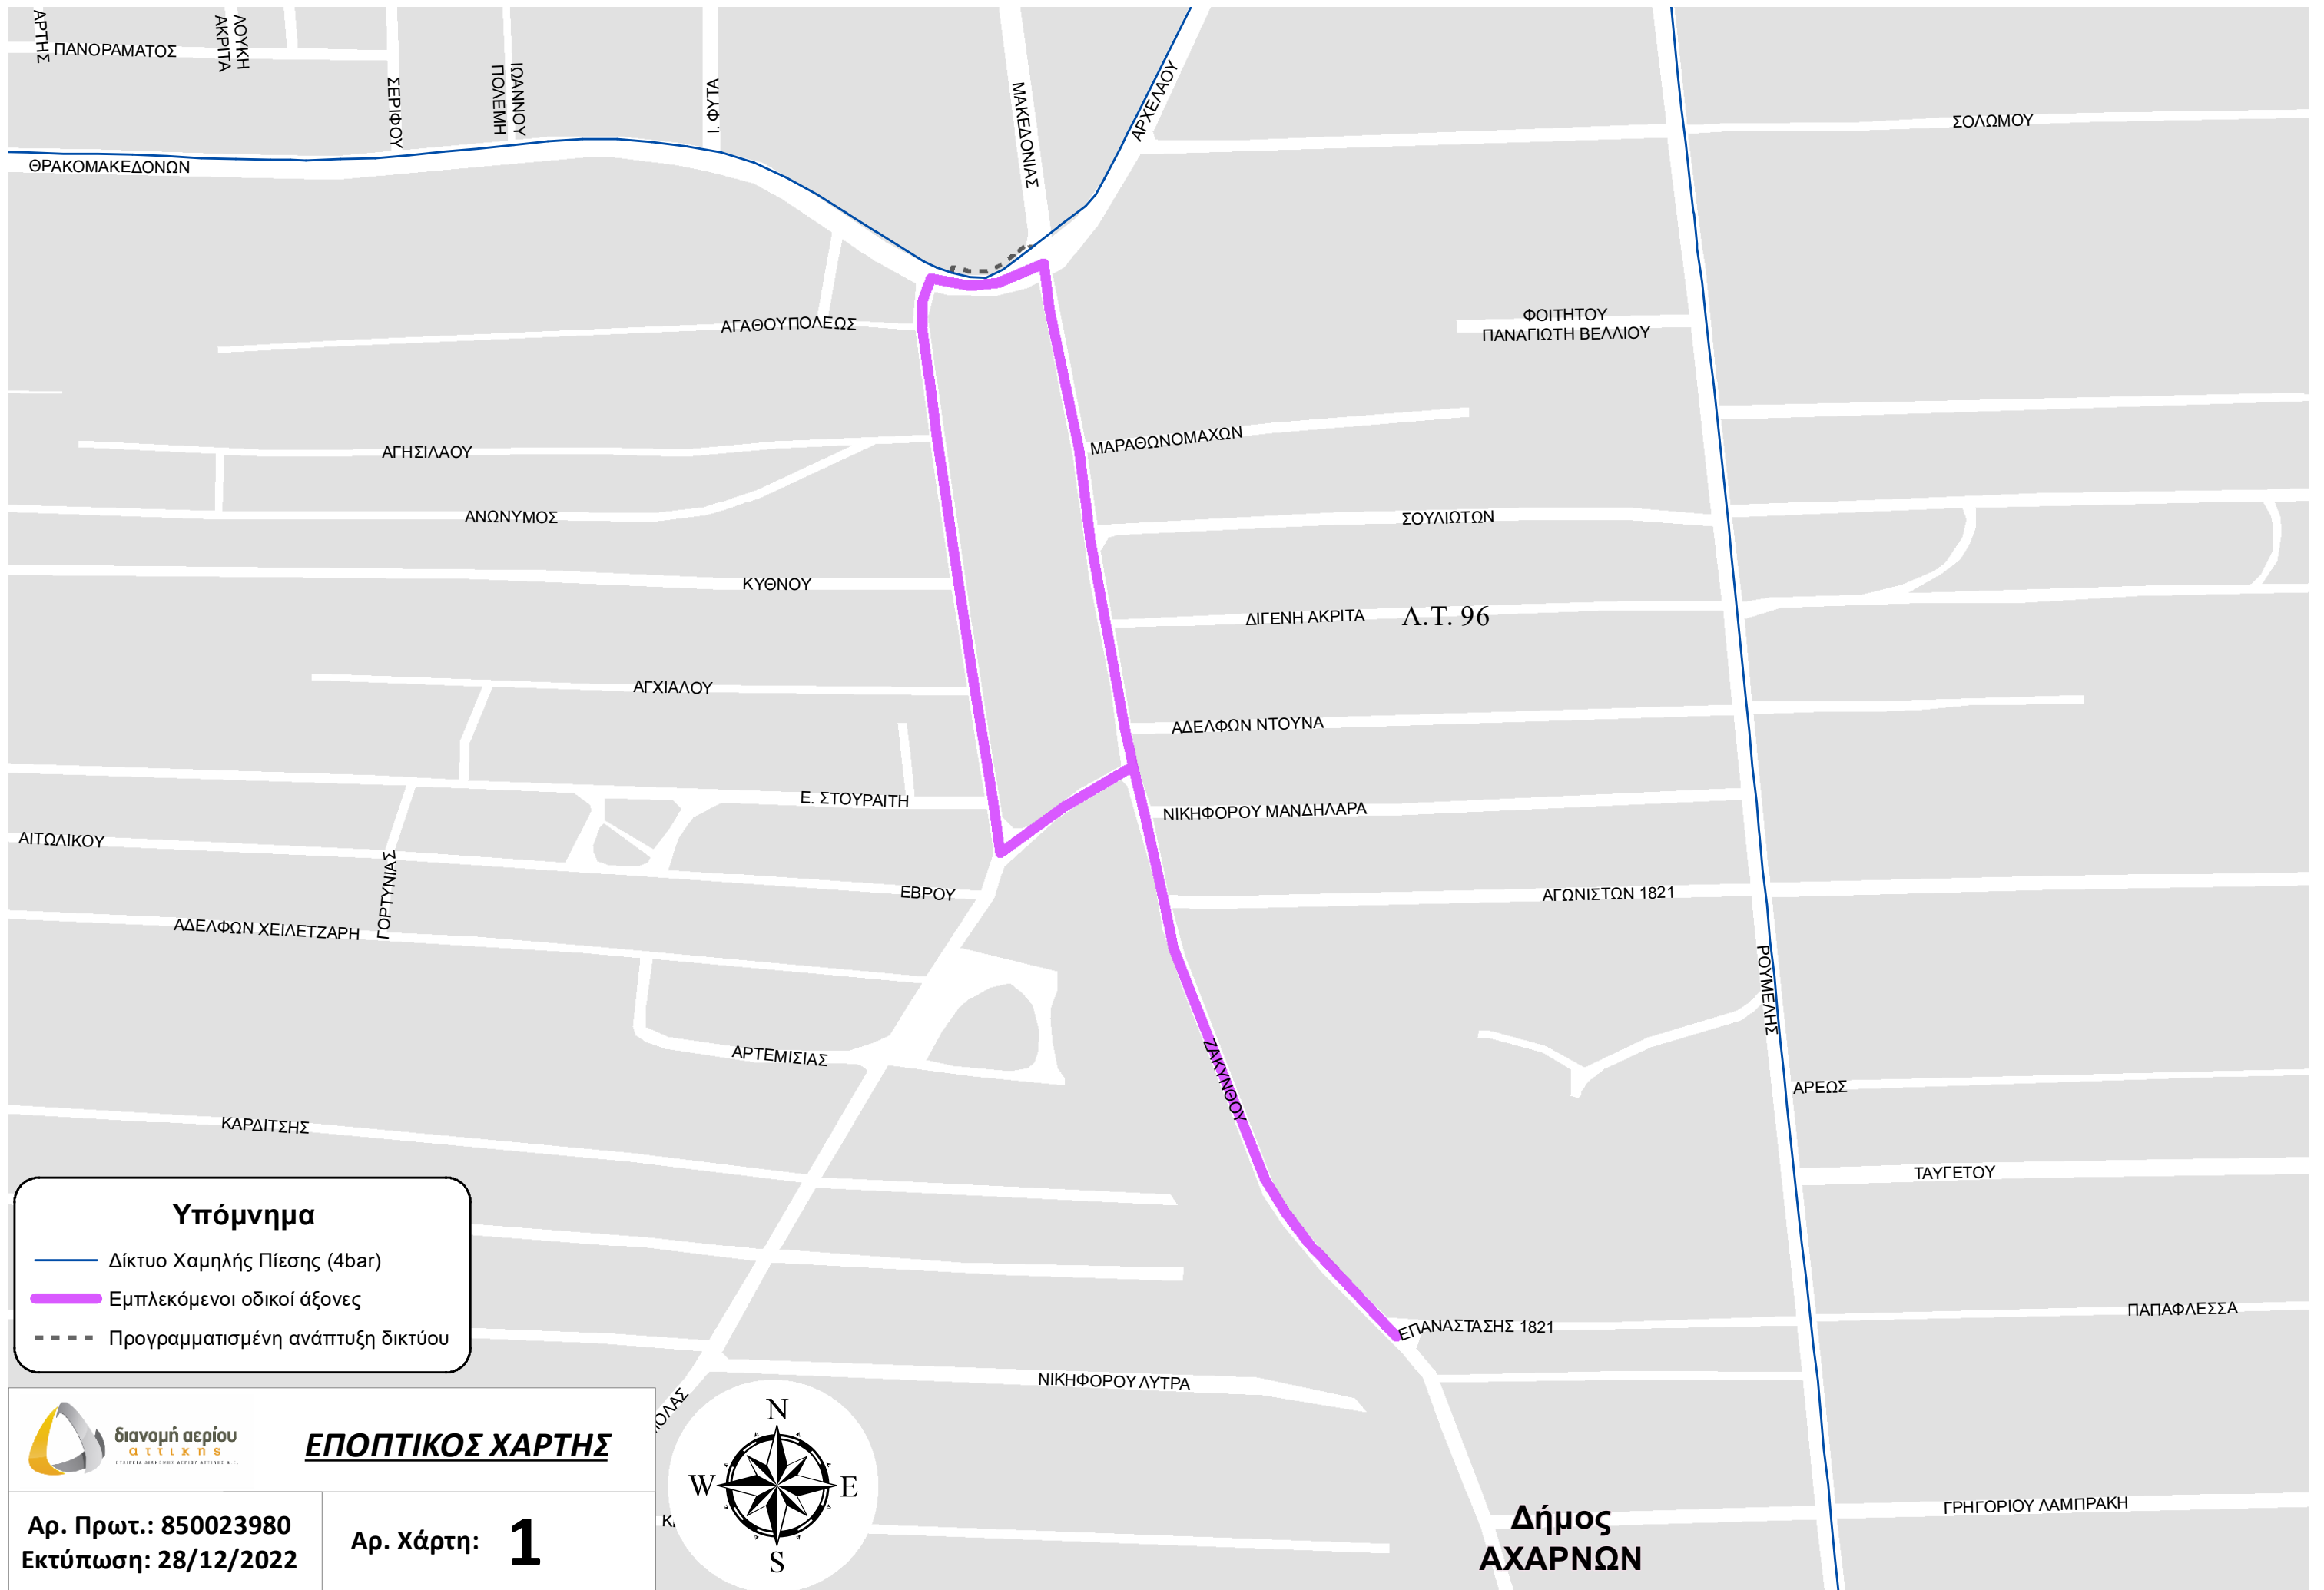 ΑΡΤΗΣ
ΠΑΝΟΡΑΜΑΤΟΣ
ΛΟΥΚΗ
ΑΚΡΙΤΑ
ΣΕΡΙΦΟΥ
ΙΩΑΝΝΟΥ
ΠΟΛΕΜΗ
Ι. ΦΥΤΑ
ΜΑΚΕΔΟΝΙΑΣ
ΑΡΧΕΛΑΟΥ
ΣΟΛΩΜΟΥ
ΘΡΑΚΟΜΑΚΕΔΟΝΩΝ
ΑΓΑΘΟΥΠΟΛΕΩΣ
ΦΟΙΤΗΤΟΥ
ΠΑΝΑΓΙΩΤΗ ΒΕΛΛΙΟΥ
ΑΓΗΣΙΛΑΟΥ
ΜΑΡΑΘΩΝΟΜΑΧΩΝ
ΑΝΩΝΥΜΟΣ
ΣΟΥΛΙΩΤΩΝ
ΚΥΘΝΟΥ
ΔΙΓΕΝΗ ΑΚΡΙΤΑ
Λ.Τ. 96
ΑΓΧΙΑΛΟΥ
ΑΔΕΛΦΩΝ ΝΤΟΥΝΑ
Ε. ΣΤΟΥΡΑΙΤΗ
ΝΙΚΗΦΟΡΟΥ ΜΑΝΔΗΛΑΡΑ
ΑΙΤΩΛΙΚΟΥ
ΓΟΡΤΥΝΙΑΣ
ΕΒΡΟΥ
ΑΓΩΝΙΣΤΩΝ 1821
ΑΔΕΛΦΩΝ ΧΕΙΛΕΤΖΑΡΗ
ΡΟΥΜΕΛΗΣ
ΑΡΤΕΜΙΣΙΑΣ
ΖΑΚΥΝΘΟΥ
ΑΡΕΩΣ
ΚΑΡΔΙΤΣΗΣ
ΤΑΥΓΕΤΟΥ
Υπόμνημα
Δίκτυο Χαμηλής Πίεσης (4bar)
Εμπλεκόμενοι οδικοί άξονες
Προγραμματισμένη ανάπτυξη δικτύου
ΕΠΑΝΑΣΤΑΣΗΣ 1821
ΠΑΠΑΦΛΕΣΣΑ
ΝΙΚΗΦΟΡΟΥ ΛΥΤΡΑ
διανομή αερίου
αττικης
ΕΠΟΠΤΙΚΟΣ ΧΑΡΤΗΣ
N
W
E
S
Αρ. Πρωτ.: 850023980
Εκτύπωση: 28/12/2022
Αρ. Χάρτη: 1
Δήμος
ΑΧΑΡΝΩΝ
ΓΡΗΓΟΡΙΟΥ ΛΑΜΠΡΑΚΗ